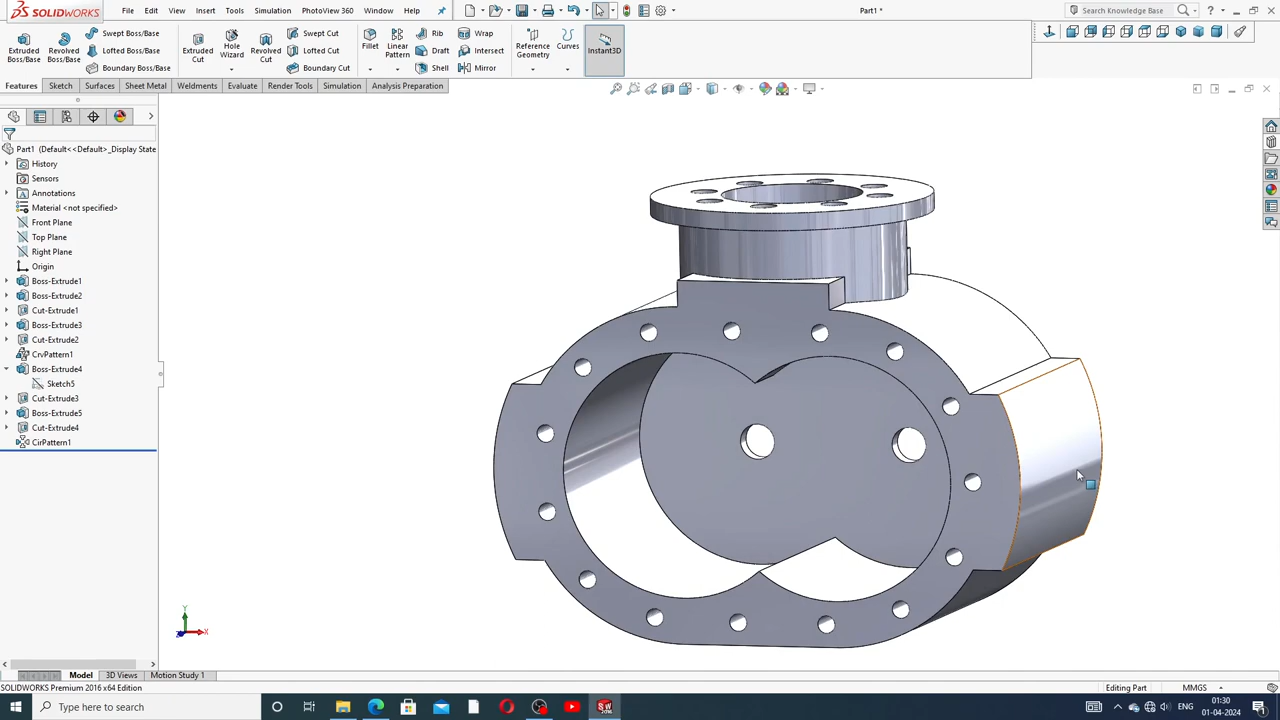 SOLIDWORKS
File Edit View Insert Tools Simulation PhotoView 360 Window Help
Part1 *
Search Knowledge Base
Extruded Boss/Base
Revolved Boss/Base
Swept Boss/Base
Lofted Boss/Base
Boundary Boss/Base
Extruded Cut
Hole Wizard
Revolved Cut
Swept Cut
Lofted Cut
Boundary Cut
Fillet
Linear Pattern
Rib
Draft
Shell
Wrap
Intersect
Mirror
Reference Geometry
Curves
Instant3D
Features Sketch Surfaces Sheet Metal Weldments Evaluate Render Tools Simulation Analysis Preparation
Part1 (Default<<Default>_Display State
History
Sensors
Annotations
Material <not specified>
Front Plane
Top Plane
Right Plane
Origin
Boss-Extrude1
Boss-Extrude2
Cut-Extrude1
Boss-Extrude3
Cut-Extrude2
CrvPattern1
Boss-Extrude4
Sketch5
Cut-Extrude3
Boss-Extrude5
Cut-Extrude4
CirPattern1
Y
X
Z
Model 3D Views Motion Study 1
SOLIDWORKS Premium 2016 x64 Edition
Editing Part
MMGS
Type here to search
ENG
01:30
01-04-2024